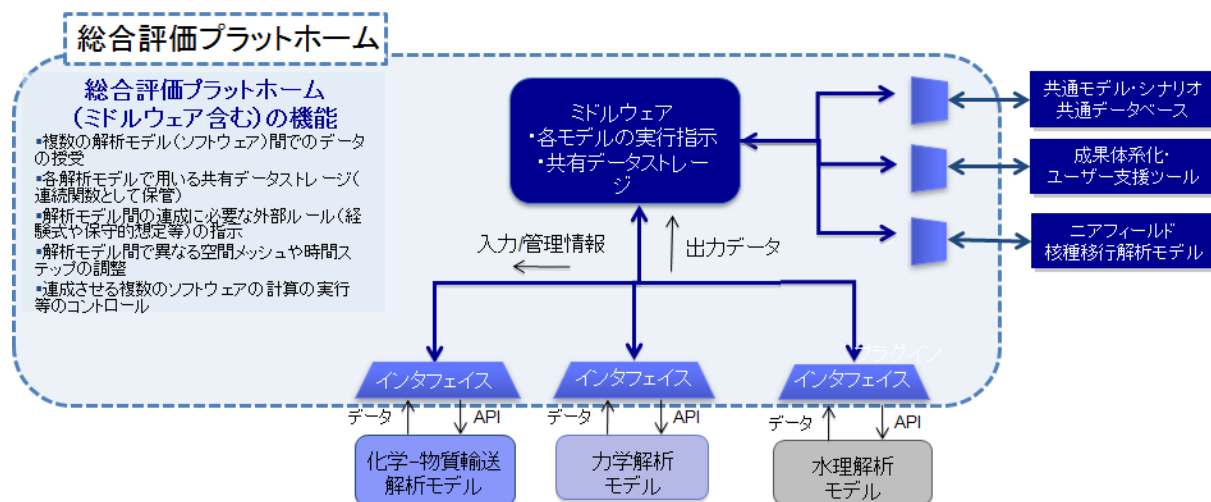 総合評価プラットホーム
総合評価プラットホーム
（ミドルウェア含む）の機能
▪複数の解析モデル（ソフトウェア）間でのデータ
の授受
▪各解析モデルで用いる共有データストレージ（
連続関数として保管）
▪解析モデル間の連成に必要な外部ルール（経
験式や保守的想定等）の指示
▪解析モデル間で異なる空間メッシュや時間ス
テップの調整
▪連成させる複数のソフトウェアの計算の実行
等のコントロール
ミドルウェア
・各モデルの実行指示
・共有データストレー
ジ
共通モデル・シナリオ
共通データベース
成果体系化・
ユーザー支援ツール
ニアフィールド
核種移行解析モデル
入力/管理情報
出力データ
プラグイン
インタフェイス
インタフェイス
インタフェイス
データ
API
データ
API
データ
API
化学−物質輸送
解析モデル
力学解析
モデル
水理解析
モデル